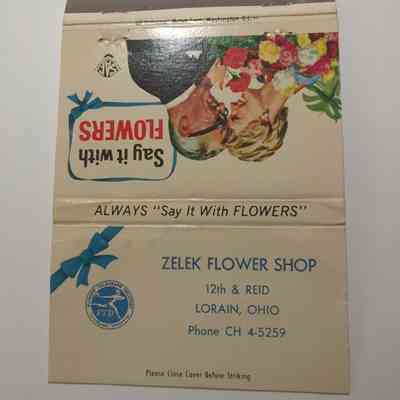 Say it with
FLOWERS
ALWAYS "Say It With FLOWERS"
ZELEK FLOWER SHOP
12th & REID
LORAIN, OHIO
Phone CH 4-5259
FTD
Please Close Cover Before Striking